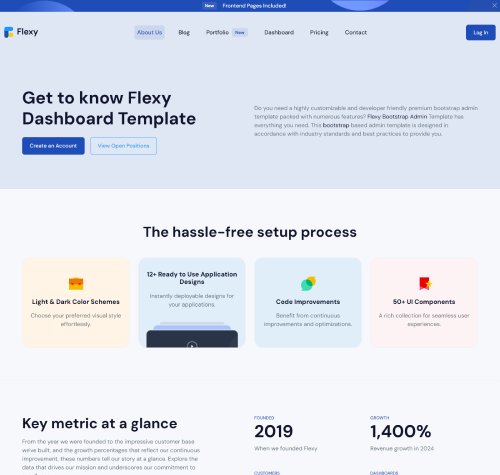 New Frontend Pages Included!
Flexy
About Us Blog Portfolio New Dashboard Pricing Contact Log In
Get to know Flexy
Dashboard Template
Do you need a highly customizable and developer friendly premium bootstrap admin
template packed with numerous features? Flexy Bootstrap Admin Template has
everything you need. This bootstrap based admin template is designed in
accordance with industry standards and best practices to provide you.
Create an Account View Open Positions
The hassle-free setup process
Light & Dark Color Schemes
Choose your preferred visual style
effortlessly.
12+ Ready to Use Application
Designs
Instantly deployable designs for
your applications.
Code Improvements
Benefit from continuous
improvements and optimizations.
50+ UI Components
A rich collection for seamless user
experiences.
Key metric at a glance
From the year we were founded to the impressive customer base
we've built, and the growth percentages that reflect our continuous
improvement, these numbers tell our story at a glance. Explore the
data that drives our mission and underscores our commitment to
FOUNDED
2019
When we founded Flexy
GROWTH
1,400%
Revenue growth in 2024
CUSTOMERS
DASHBOARDS